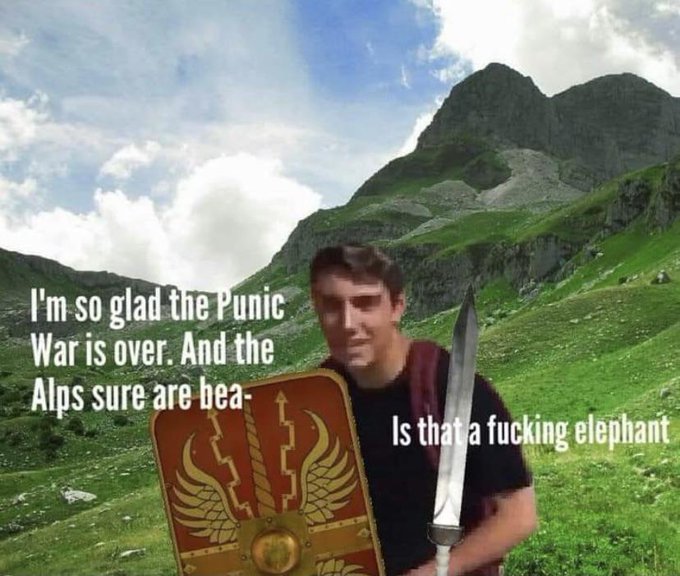 I'm so glad the Punic
War is over. And the
Alps sure are bea-
Is that a fucking elephant